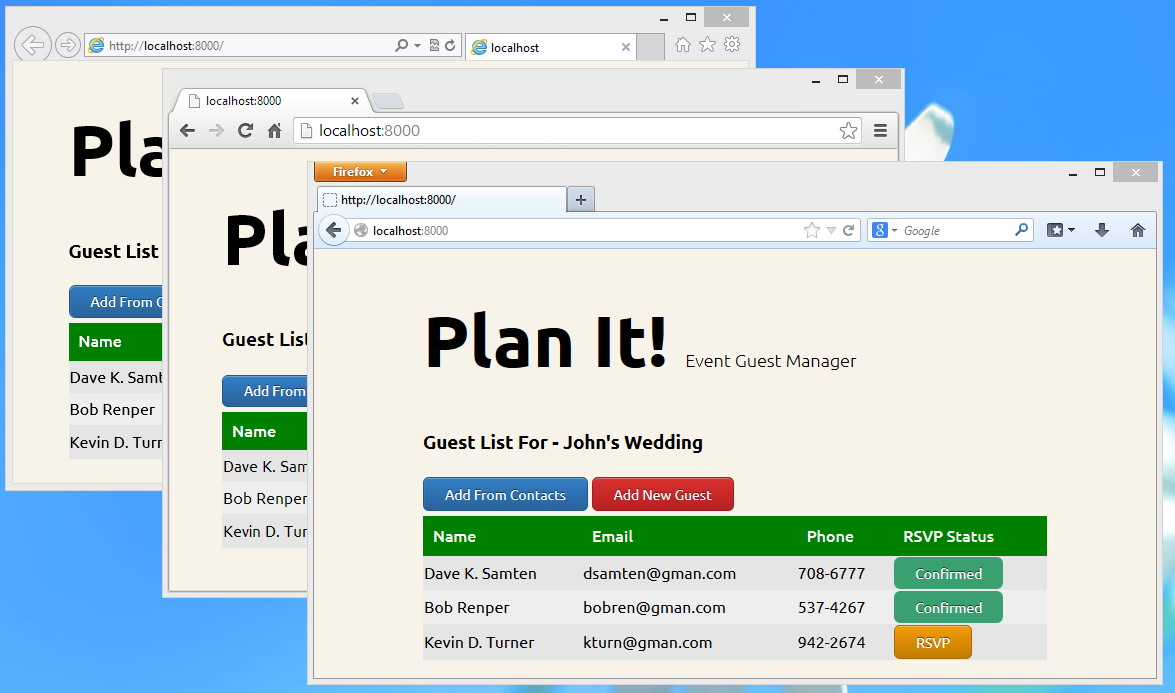 http://localhost:8000/
localhost
Pla
Guest List
Add From C
Name
Dave K. Samt
Bob Renper
Kevin D. Turr
localhost:8000
localhost:8000
Pla
Guest List
Add From
Name
Dave K. Sam
Bob Renper
Kevin D. Tu
Firefox
http://localhost:8000/
localhost:8000
8 Google
Plan It! Event Guest Manager
Guest List For - John's Wedding
Add From Contacts Add New Guest
Name Email Phone RSVP Status
Dave K. Samten dsamten@gman.com 708-6777 Confirmed
Bob Renper bobren@gman.com 537-4267 Confirmed
Kevin D. Turner kturn@gman.com 942-2674 RSVP